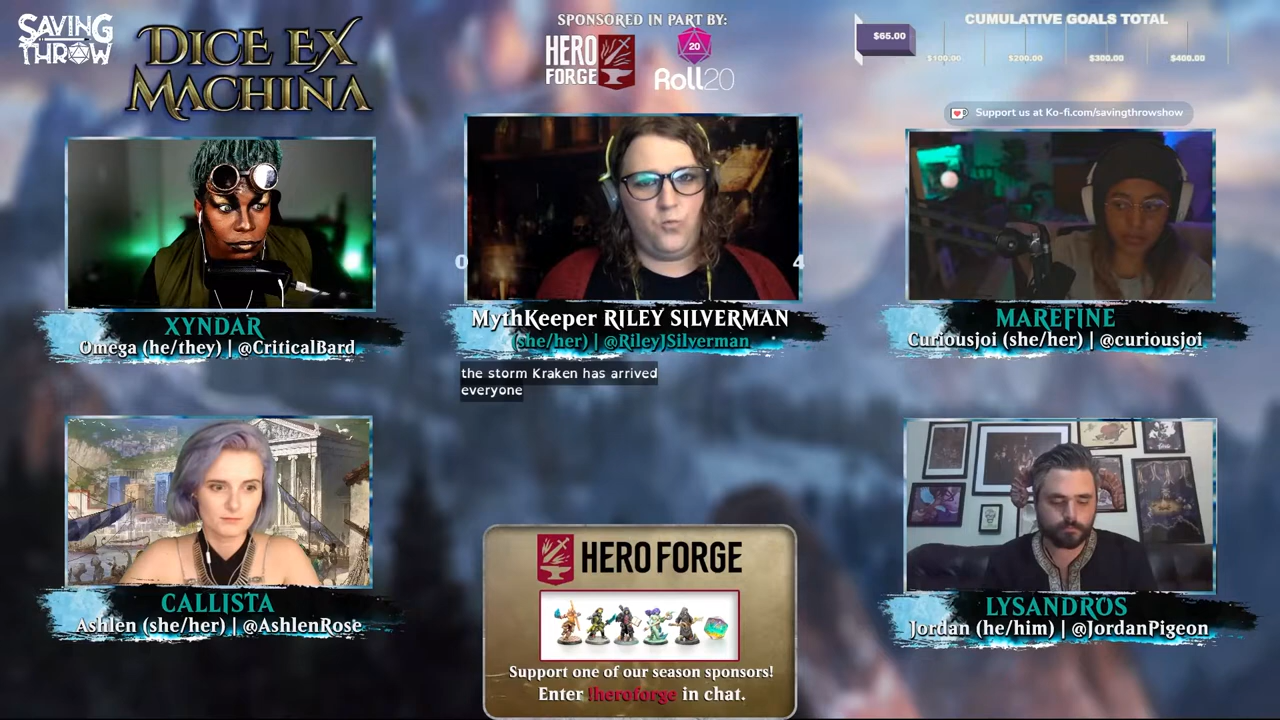 SAVING
THROW
DICE EX
MACHINA
SPONSORED IN PART BY:
HERO
FORGE
20
Roll20
CUMULATIVE GOALS TOTAL
$65.00
$100.00
$200.00
$300.00
$400.00
Support us at Ko-fi.com/savingthrowshow
0
4
XYNDAR
Omega (he/they) | @CriticalBard
MythKeeper RILEY SILVERMAN
(she/her) | @RileyJSilverman
MAREFINE
Curiousjoi (she/her) | @curiousjoi
the storm Kraken has arrived
everyone
CALLISTA
Ashlen (she/her) | @AshlenRose
HERO FORGE
Support one of our season sponsors!
Enter !heroforge in chat.
LYSANDROS
Jordan (he/him) | @JordanPigeon